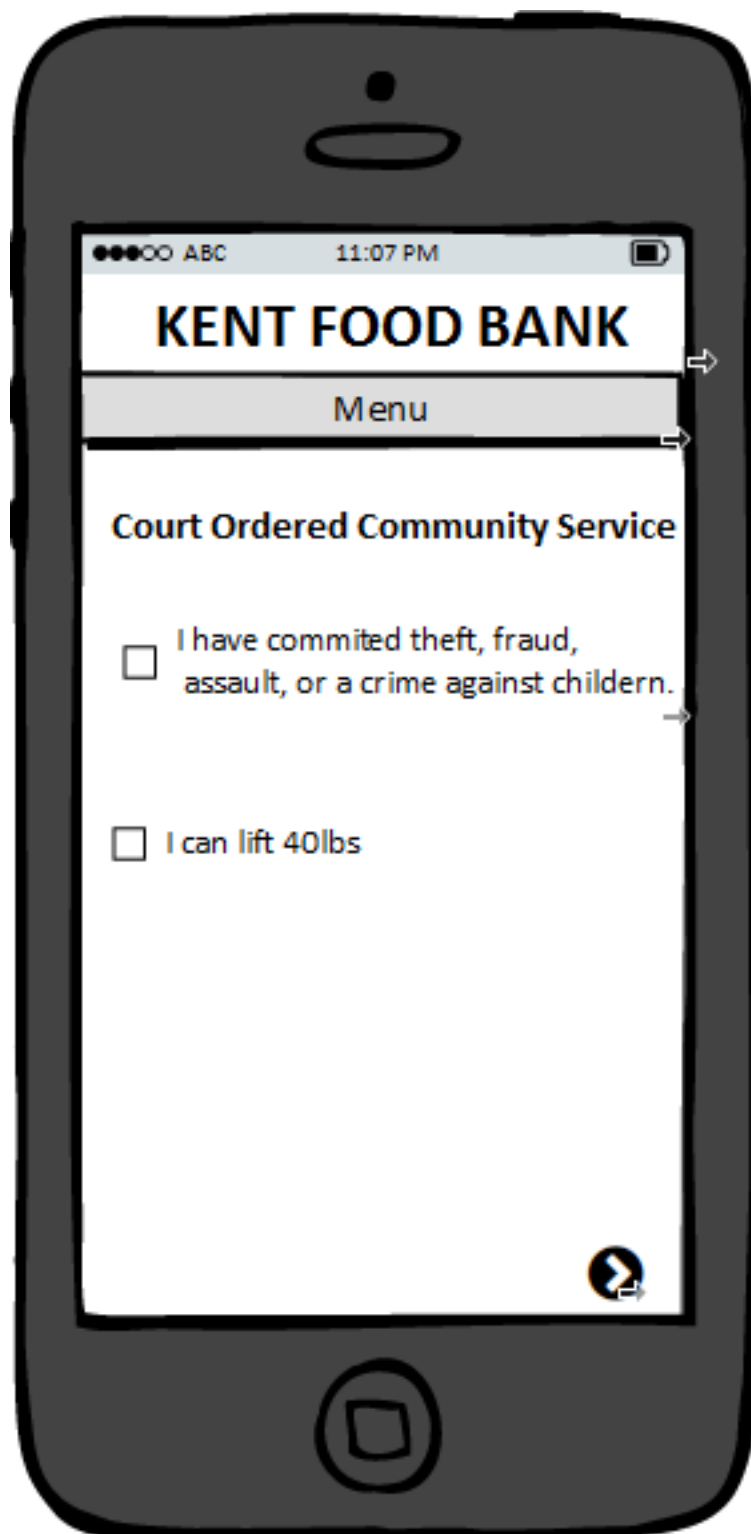 ABC 11:07 PM
KENT FOOD BANK
Menu
Court Ordered Community Service
I have commited theft, fraud,
assault, or a crime against childern.
I can lift 40lbs